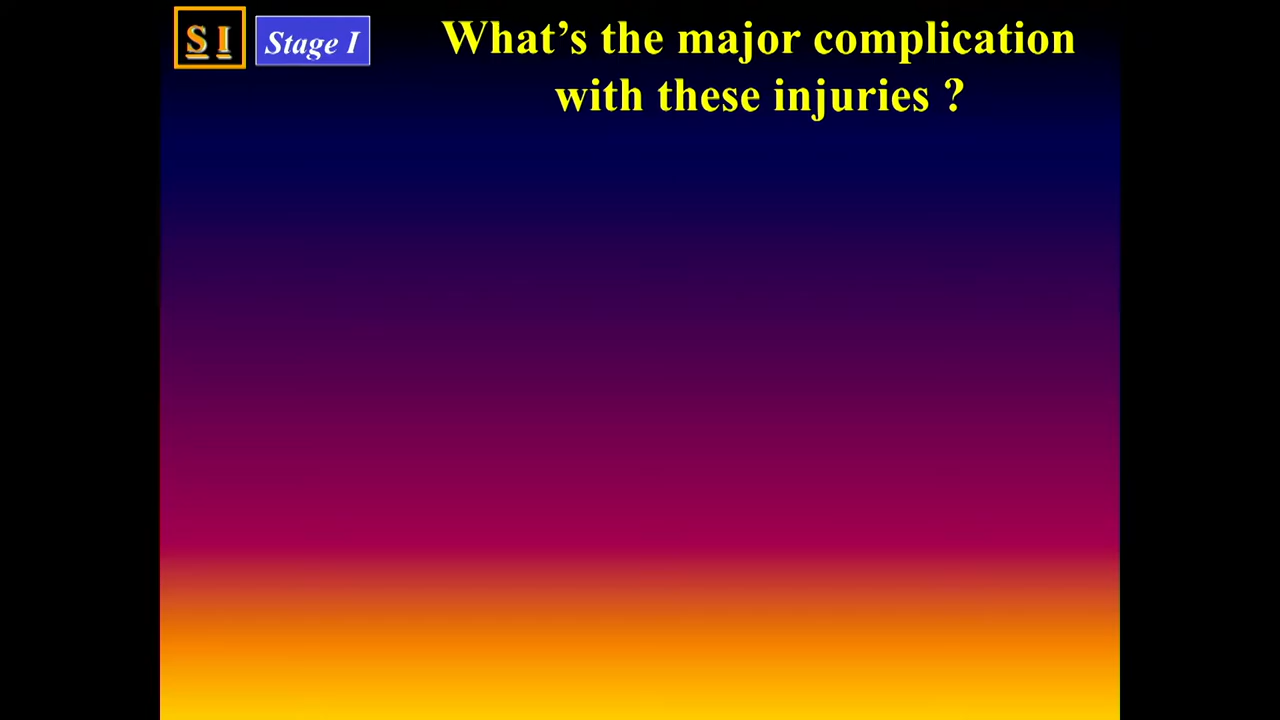 S I
Stage I
What's the major complication
with these injuries ?